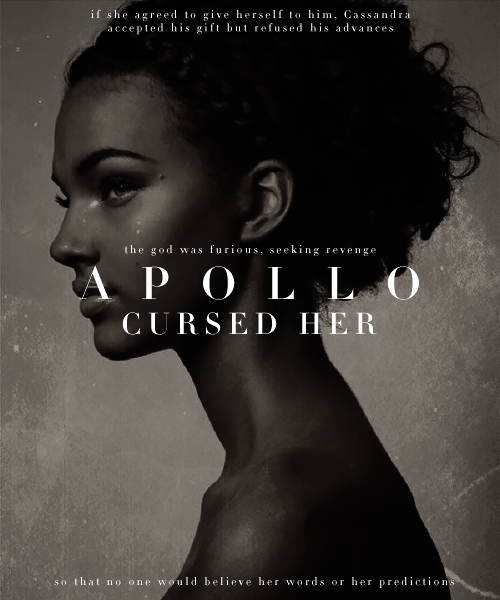 if she agreed to give herself to him, Cassandra
accepted his gift but refused his advances
the god was furious, seeking revenge
APOLLO
CURSED HER
so that no one would believe her words or her predictions